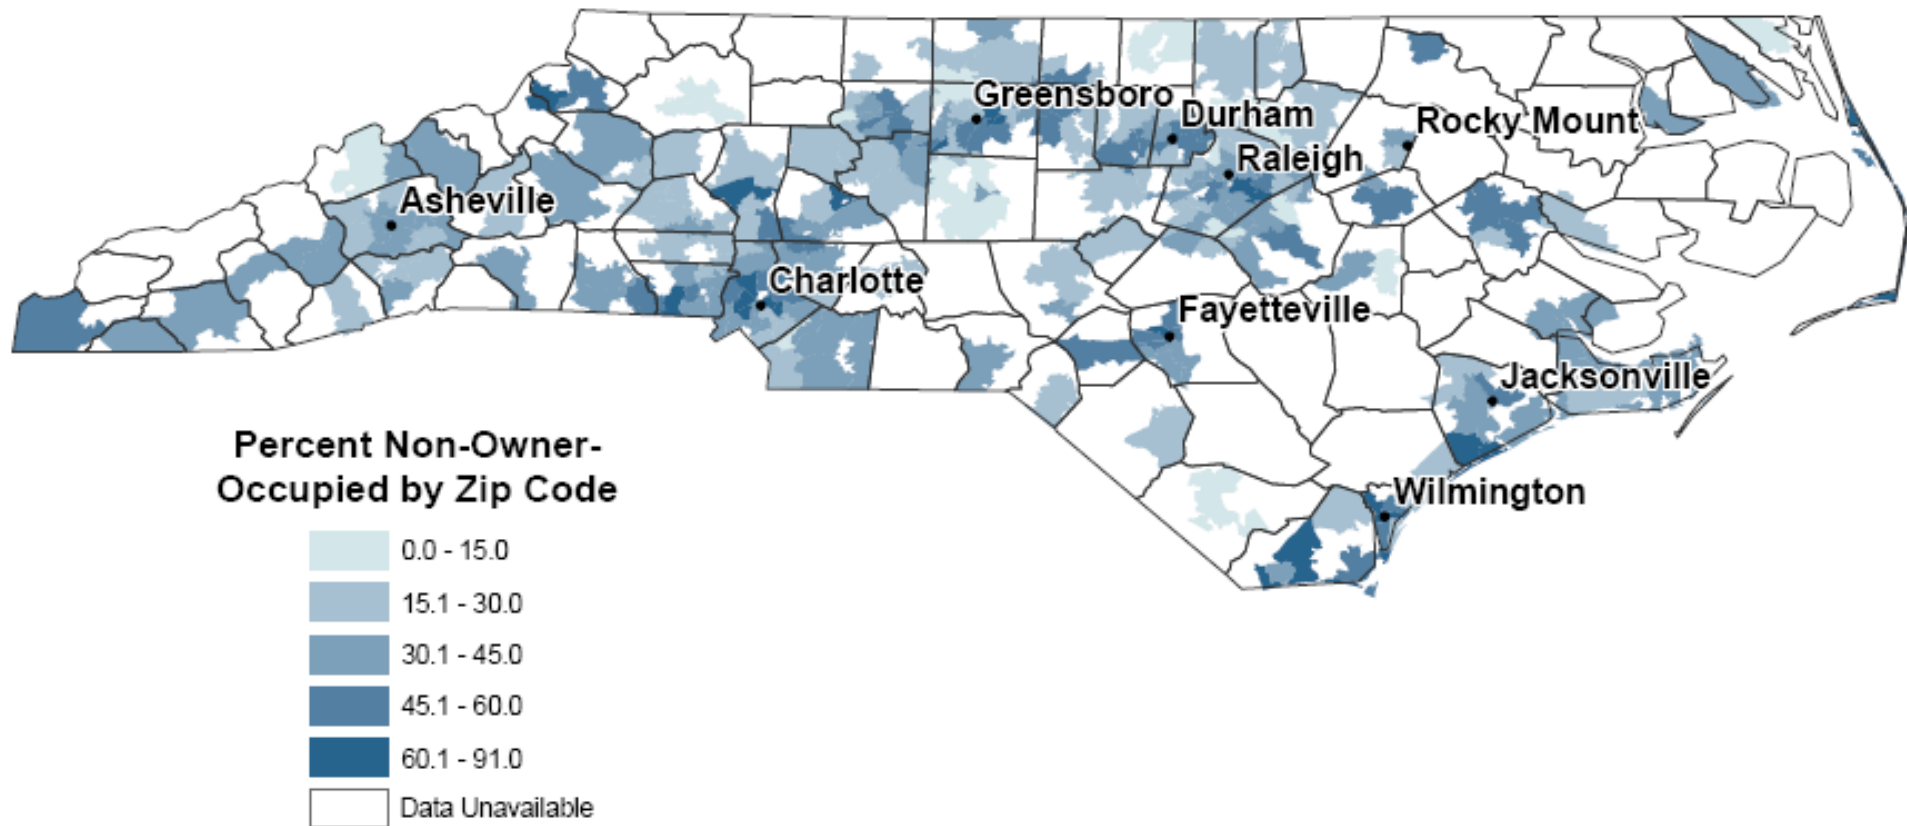 Greensboro
Durham
Rocky Mount
Raleigh
Asheville
Charlotte
Fayetteville
Jacksonville
Wilmington
Percent Non-Owner-
Occupied by Zip Code
0.0 - 15.0
15.1 - 30.0
30.1 - 45.0
45.1 - 60.0
60.1 - 91.0
Data Unavailable